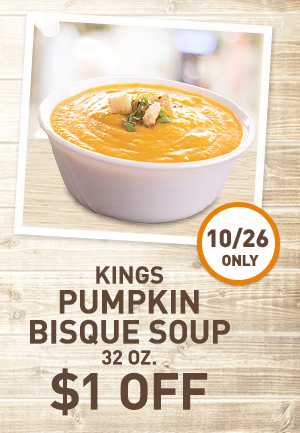 10/26
ONLY
KINGS
PUMPKIN
BISQUE SOUP
32 OZ.
$1 OFF